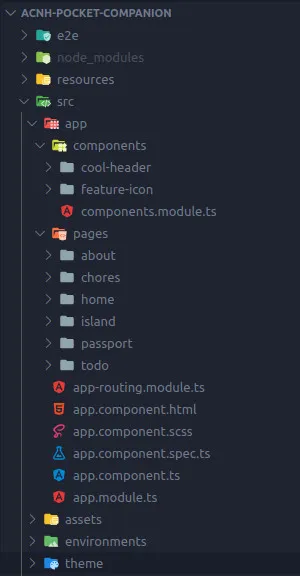 ACNH-POCKET-COMPANION
e2e
node_modules
resources
src
app
components
cool-header
feature-icon
components.module.ts
pages
about
chores
home
island
passport
todo
app-routing.module.ts
app.component.html
app.component.scss
app.component.spec.ts
app.component.ts
app.module.ts
assets
environments
theme